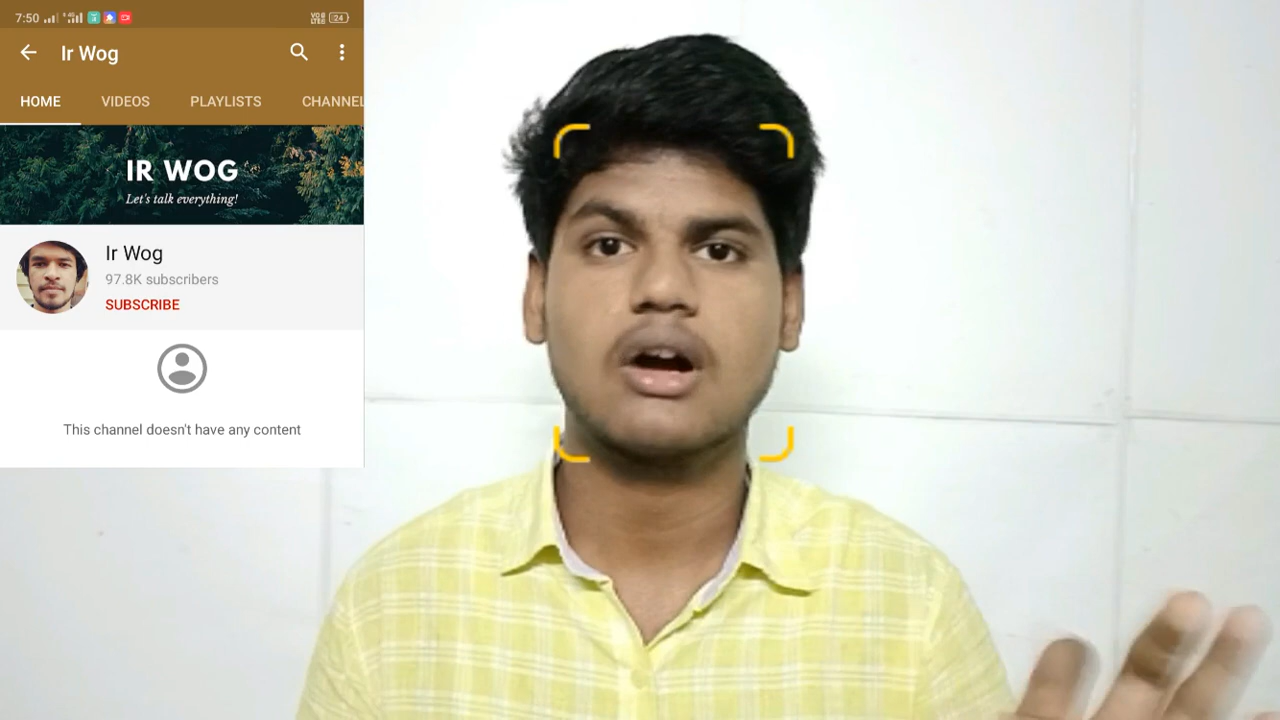 7:50
24
Ir Wog
HOME VIDEOS PLAYLISTS CHANNEL
IR WOG
Let's talk everything!
Ir Wog
97.8K subscribers
SUBSCRIBE
This channel doesn't have any content